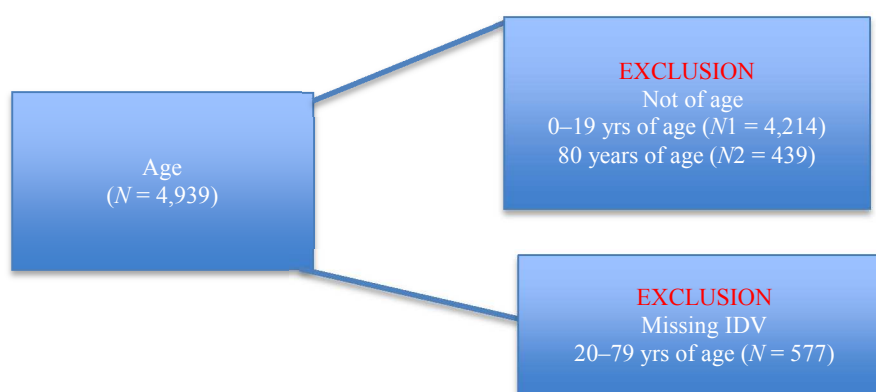 Age
(N = 4,939)
EXCLUSION
Not of age
0–19 yrs of age (N1 = 4,214)
80 years of age (N2 = 439)
EXCLUSION
Missing IDV
20–79 yrs of age (N = 577)